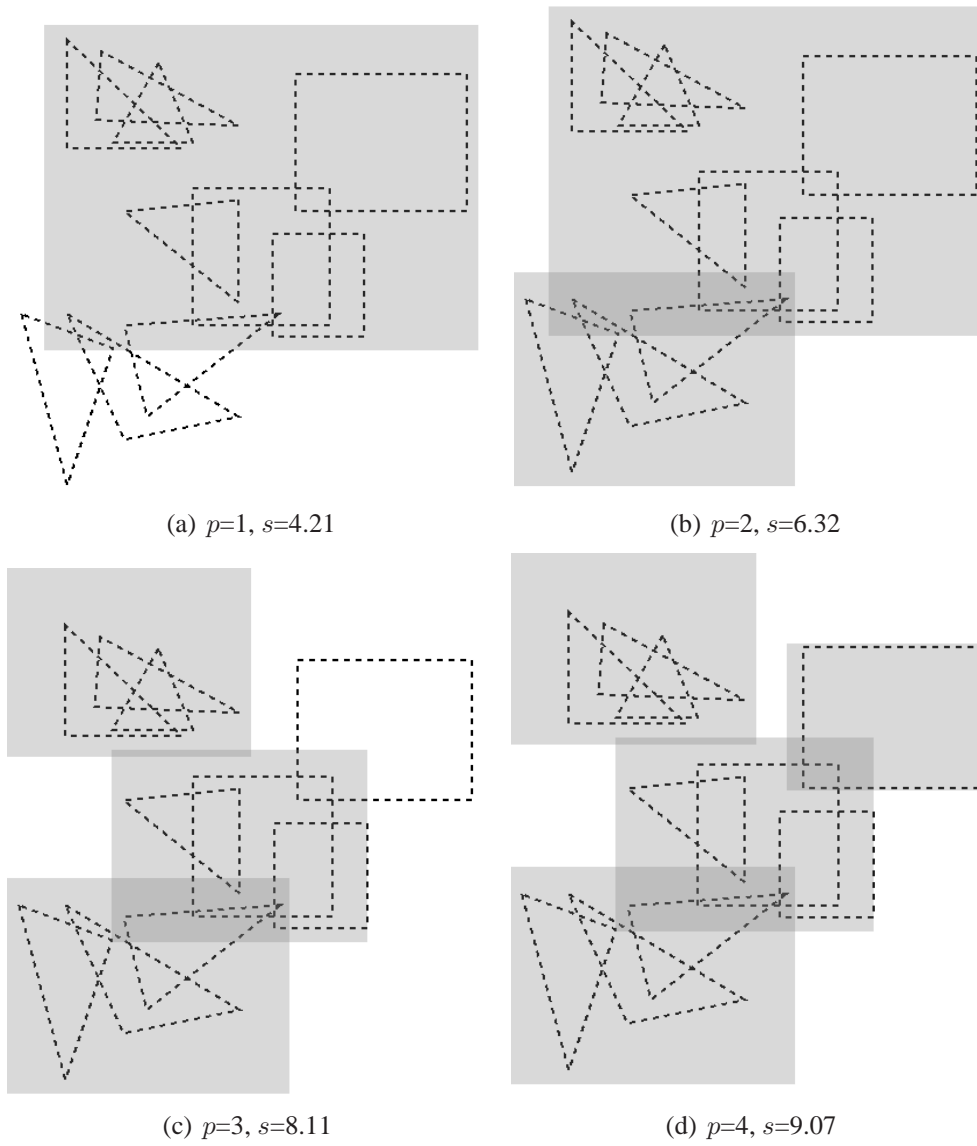 (a) p=1, s=4.21
(b) p=2, s=6.32
(c) p=3, s=8.11
(d) p=4, s=9.07